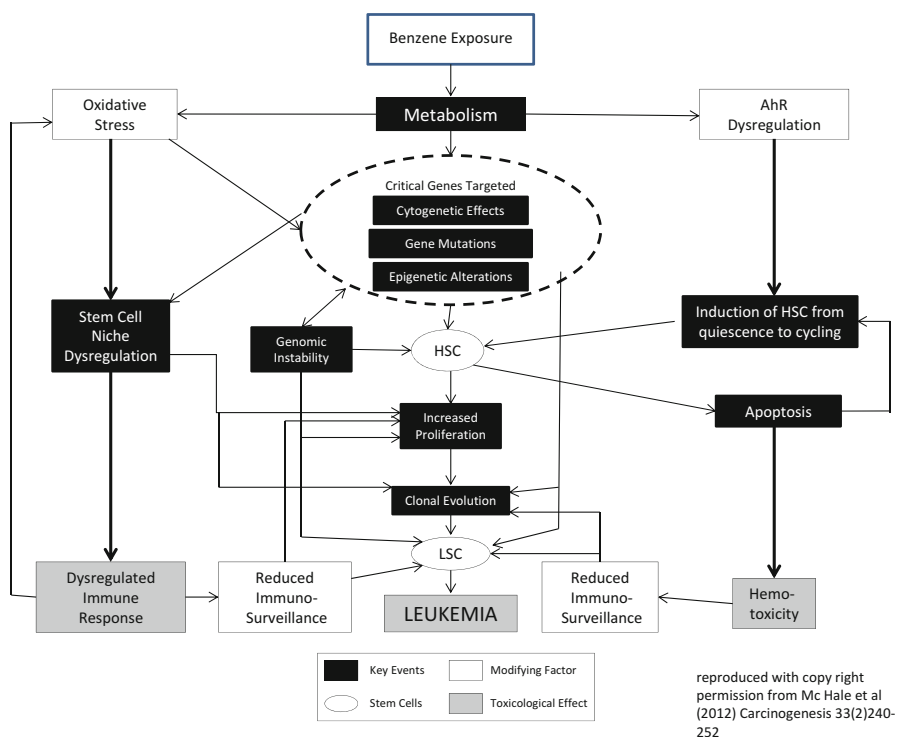 Benzene Exposure
Oxidative
Stress
Metabolism
AhR
Dysregulation
Critical Genes Targeted
Cytogenetic Effects
Gene Mutations
Epigenetic Alterations
Stem Cell
Niche
Dysregulation
Genomic
Instability
HSC
Induction of HSC from
quiescence to cycling
Increased
Proliferation
Apoptosis
Clonal Evolution
LSC
Dysregulated
Immune
Response
Reduced
Immuno-
Surveillance
LEUKEMIA
Reduced
Immuno-
Surveillance
Hemo-
toxicity
Key Events
Modifying Factor
Stem Cells
Toxicological Effect
reproduced with copy right
permission from Mc Hale et al
(2012) Carcinogenesis 33(2)240-
252